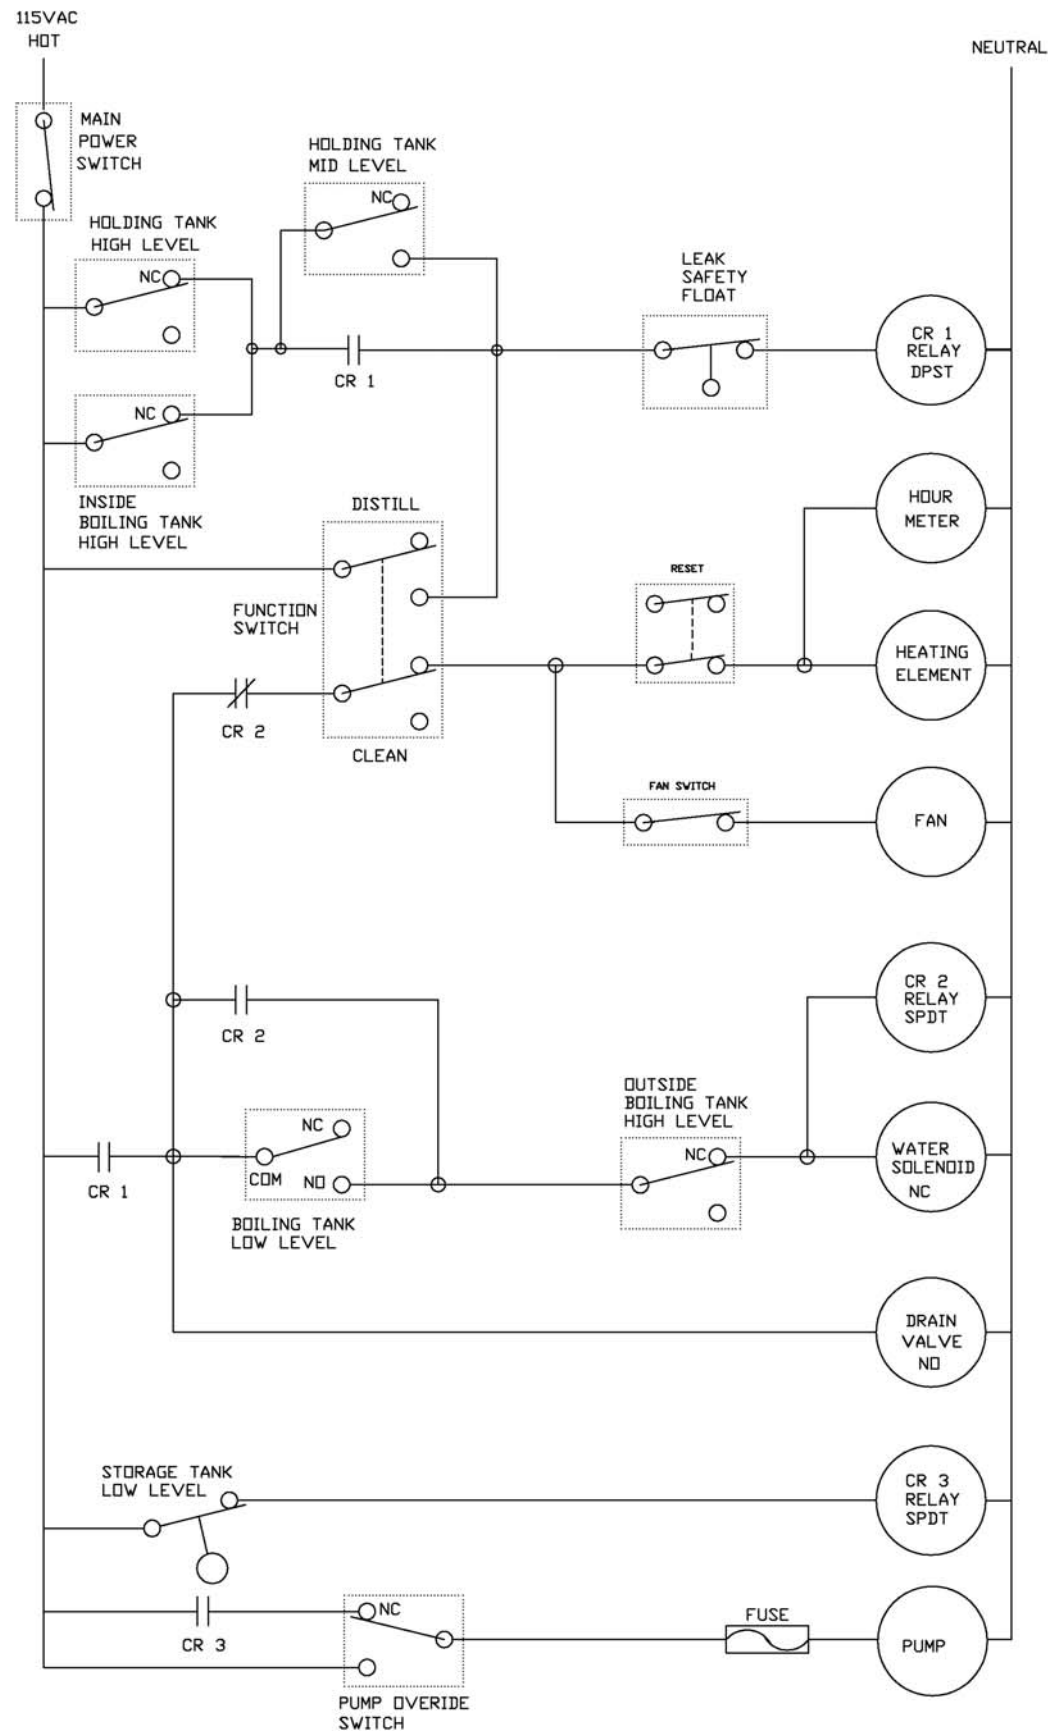 115VAC
HOT
NEUTRAL
MAIN
POWER
SWITCH
HOLDING TANK
MID LEVEL
NC
HOLDING TANK
HIGH LEVEL
NC
LEAK
SAFETY
FLOAT
CR 1
RELAY
DPST
CR 1
NC
INSIDE
BOILING TANK
HIGH LEVEL
DISTILL
HOUR
METER
RESET
FUNCTION
SWITCH
HEATING
ELEMENT
CR 2
CLEAN
FAN SWITCH
FAN
CR 2
RELAY
SPDT
CR 2
OUTSIDE
BOILING TANK
HIGH LEVEL
NC
COM
NO
NC
WATER
SOLENOID
NC
CR 1
BOILING TANK
LOW LEVEL
DRAIN
VALVE
NO
STORAGE TANK
LOW LEVEL
CR 3
RELAY
SPDT
NC
CR 3
FUSE
PUMP
PUMP OVERIDE
SWITCH